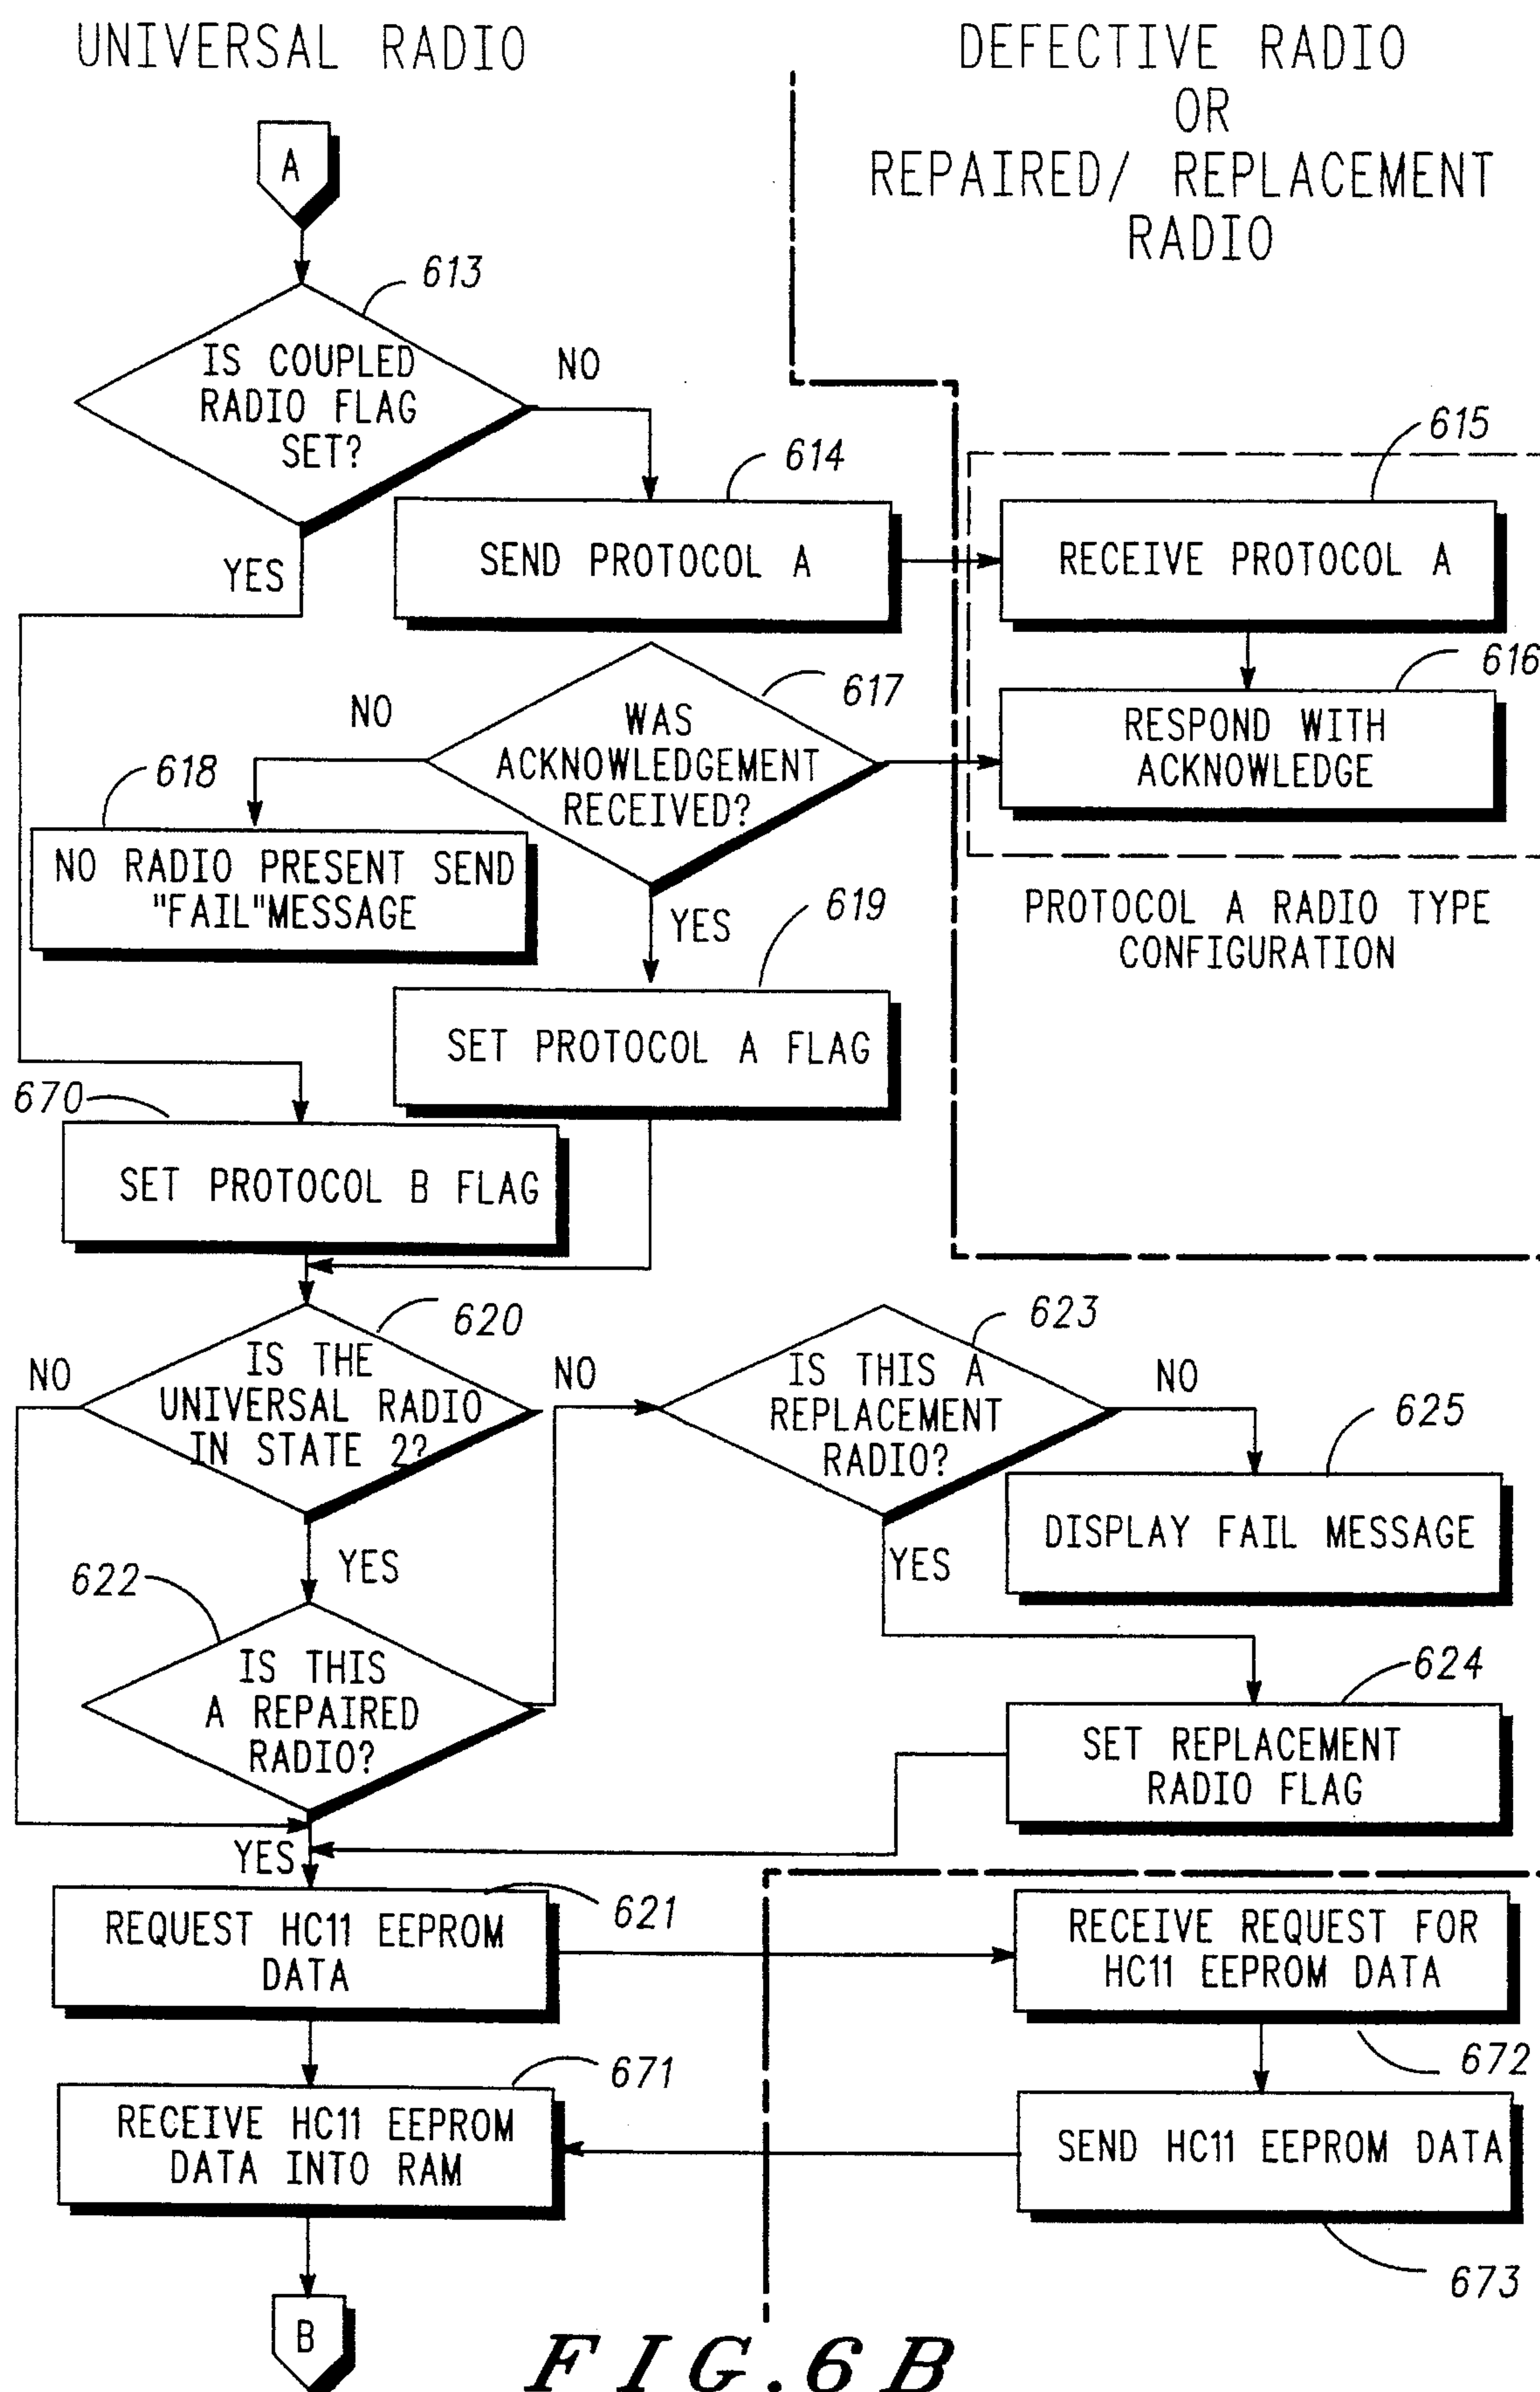 UNIVERSAL RADIO
DEFECTIVE RADIO
OR
REPAIRED/ REPLACEMENT
RADIO
A
613
IS COUPLED
RADIO FLAG
SET?
NO
YES
614
SEND PROTOCOL A
615
RECEIVE PROTOCOL A
616
RESPOND WITH
ACKNOWLEDGE
PROTOCOL A RADIO TYPE
CONFIGURATION
617
WAS
ACKNOWLEDGEMENT
RECEIVED?
NO
YES
618
NO RADIO PRESENT SEND
"FAIL"MESSAGE
619
SET PROTOCOL A FLAG
670
SET PROTOCOL B FLAG
620
IS THE
UNIVERSAL RADIO
IN STATE 2?
NO
YES
622
IS THIS
A REPAIRED
RADIO?
NO
YES
623
IS THIS A
REPLACEMENT
RADIO?
NO
YES
625
DISPLAY FAIL MESSAGE
624
SET REPLACEMENT
RADIO FLAG
621
REQUEST HC11 EEPROM
DATA
RECEIVE REQUEST FOR
HC11 EEPROM DATA
672
671
RECEIVE HC11 EEPROM
DATA INTO RAM
SEND HC11 EEPROM DATA
673
B
FIG.6B